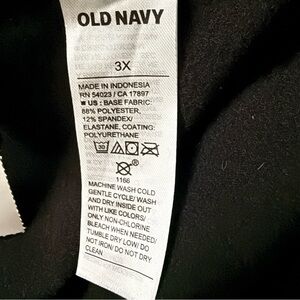 OLD NAVY
3X
MADE IN INDONESIA
RN 54023 / CA 17897
■ US : BASE FABRIC:
88% POLYESTER,
12% SPANDEX/
ELASTANE, COATING:
POLYURETHANE
30
1166
MACHINE WASH COLD
GENTLE CYCLE/ WASH
AND DRY INSIDE OUT
WITH LIKE COLORS/
ONLY NON-CHLORINE
BLEACH WHEN NEEDED/
TUMBLE DRY LOW/ DO
NOT IRON/ DO NOT DRY
CLEAN